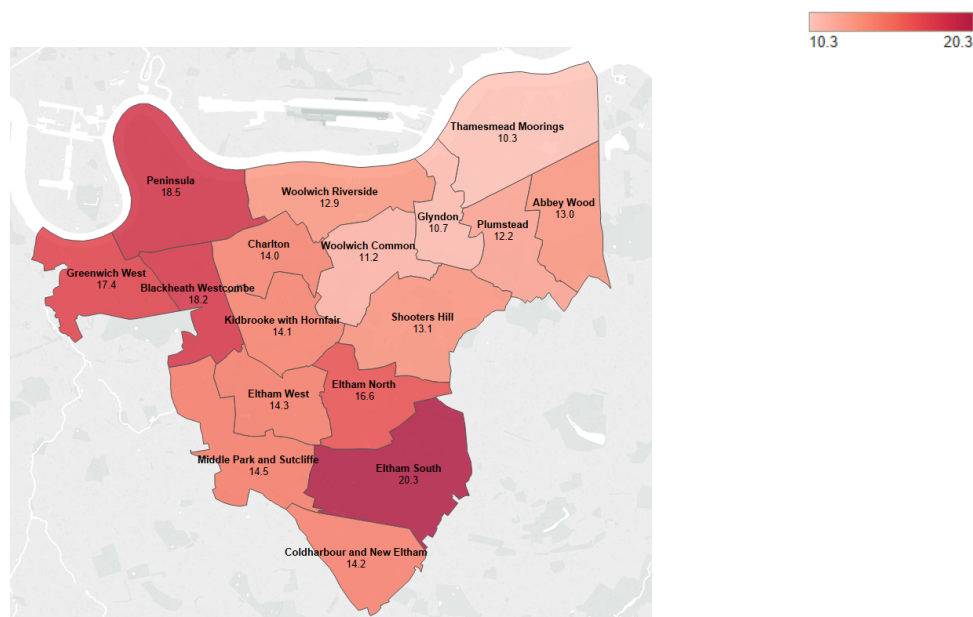 10.3 20.3
Thamesmead Moorings
10.3
Peninsula
18.5
Woolwich Riverside
12.9
Abbey Wood
13.0
Glyndon
10.7
Plumstead
12.2
Charlton
14.0
Woolwich Common
11.2
Greenwich West
17.4
Blackheath Westcombe
18.2
Kidbrooke with Hornfair
14.1
Shooters Hill
13.1
Eltham North
16.6
Eltham West
14.3
Middle Park and Sutcliffe
14.5
Eltham South
20.3
Coldharbour and New Eltham
14.2